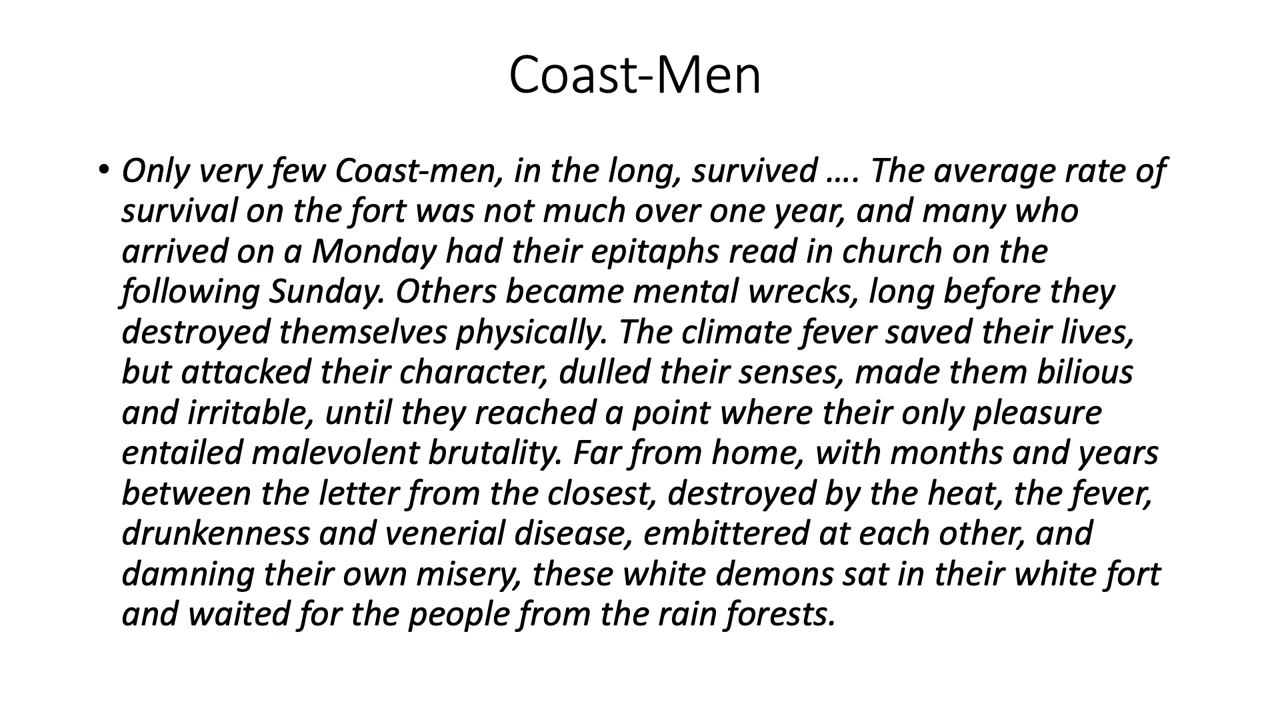 Coast-Men
• Only very few Coast-men, in the long, survived …. The average rate of
survival on the fort was not much over one year, and many who
arrived on a Monday had their epitaphs read in church on the
following Sunday. Others became mental wrecks, long before they
destroyed themselves physically. The climate fever saved their lives,
but attacked their character, dulled their senses, made them bilious
and irritable, until they reached a point where their only pleasure
entailed malevolent brutality. Far from home, with months and years
between the letter from the closest, destroyed by the heat, the fever,
drunkenness and venerial disease, embittered at each other, and
damning their own misery, these white demons sat in their white fort
and waited for the people from the rain forests.